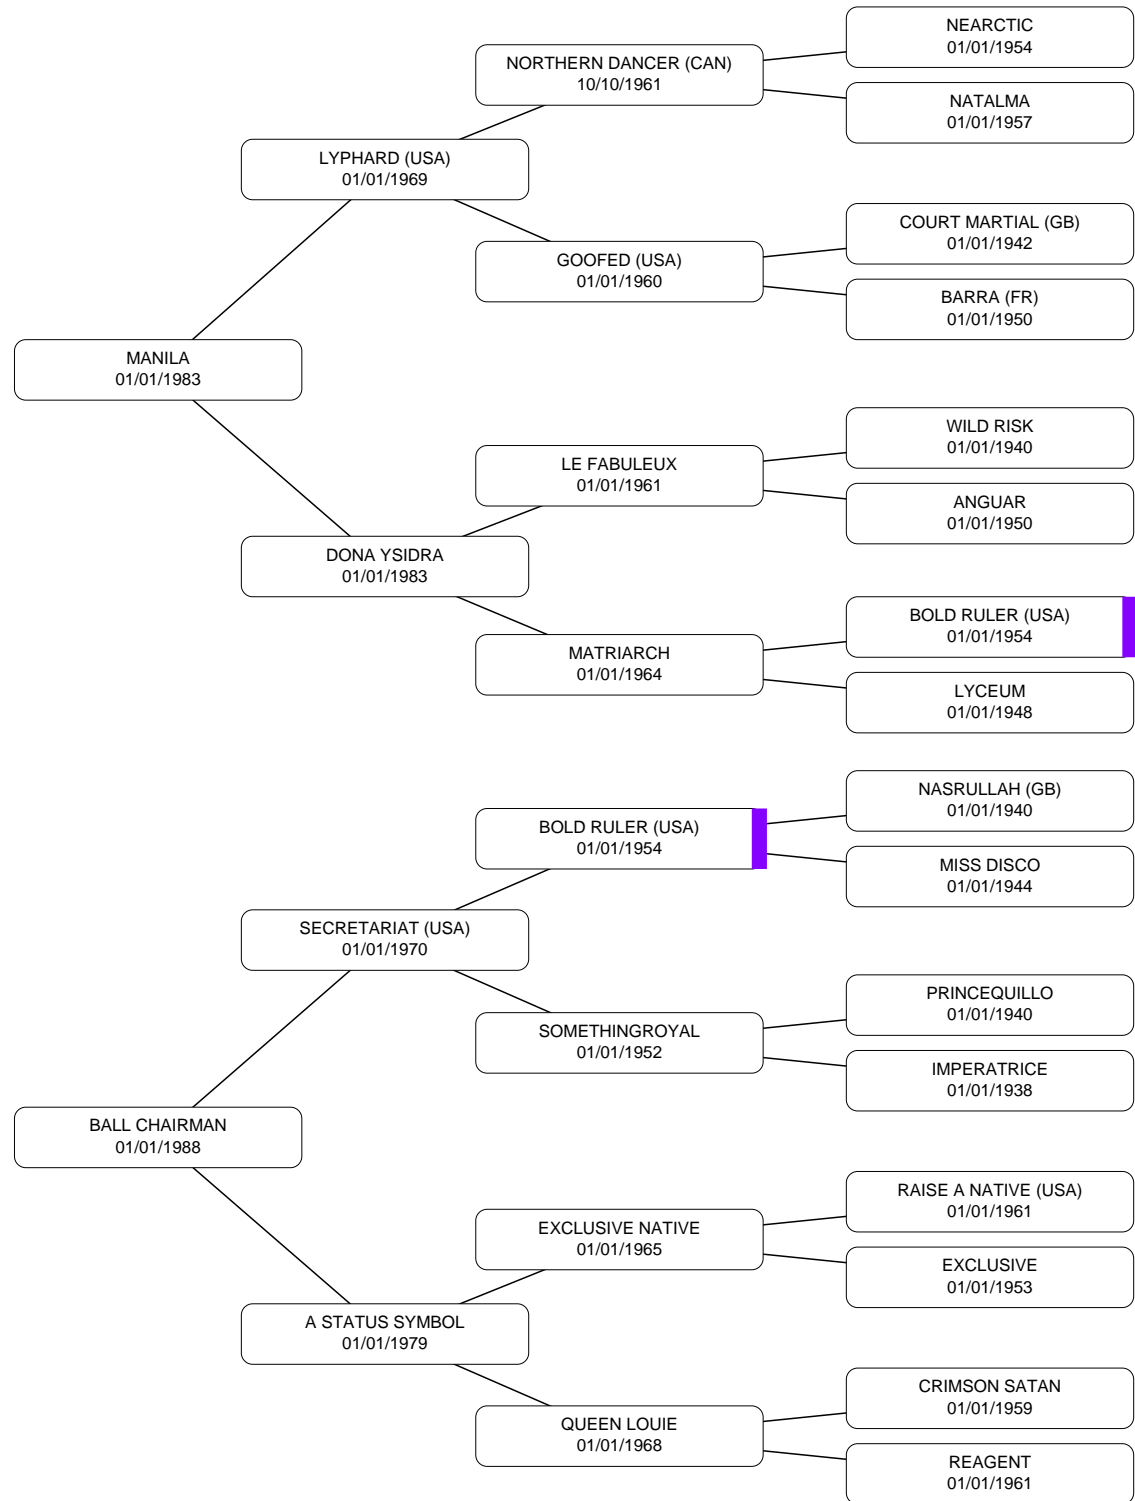 NEARCTIC
01/01/1954
NORTHERN DANCER (CAN)
10/10/1961
NATALMA
01/01/1957
LYPHARD (USA)
01/01/1969
COURT MARTIAL (GB)
01/01/1942
GOOFED (USA)
01/01/1960
BARRA (FR)
01/01/1950
MANILA
01/01/1983
WILD RISK
01/01/1940
LE FABULEUX
01/01/1961
ANGUAR
01/01/1950
DONA YSIDRA
01/01/1983
BOLD RULER (USA)
01/01/1954
MATRIARCH
01/01/1964
LYCEUM
01/01/1948
NASRULLAH (GB)
01/01/1940
BOLD RULER (USA)
01/01/1954
MISS DISCO
01/01/1944
SECRETARIAT (USA)
01/01/1970
PRINCEQUILLO
01/01/1940
SOMETHINGROYAL
01/01/1952
IMPERATRICE
01/01/1938
BALL CHAIRMAN
01/01/1988
RAISE A NATIVE (USA)
01/01/1961
EXCLUSIVE NATIVE
01/01/1965
EXCLUSIVE
01/01/1953
A STATUS SYMBOL
01/01/1979
CRIMSON SATAN
01/01/1959
QUEEN LOUIE
01/01/1968
REAGENT
01/01/1961